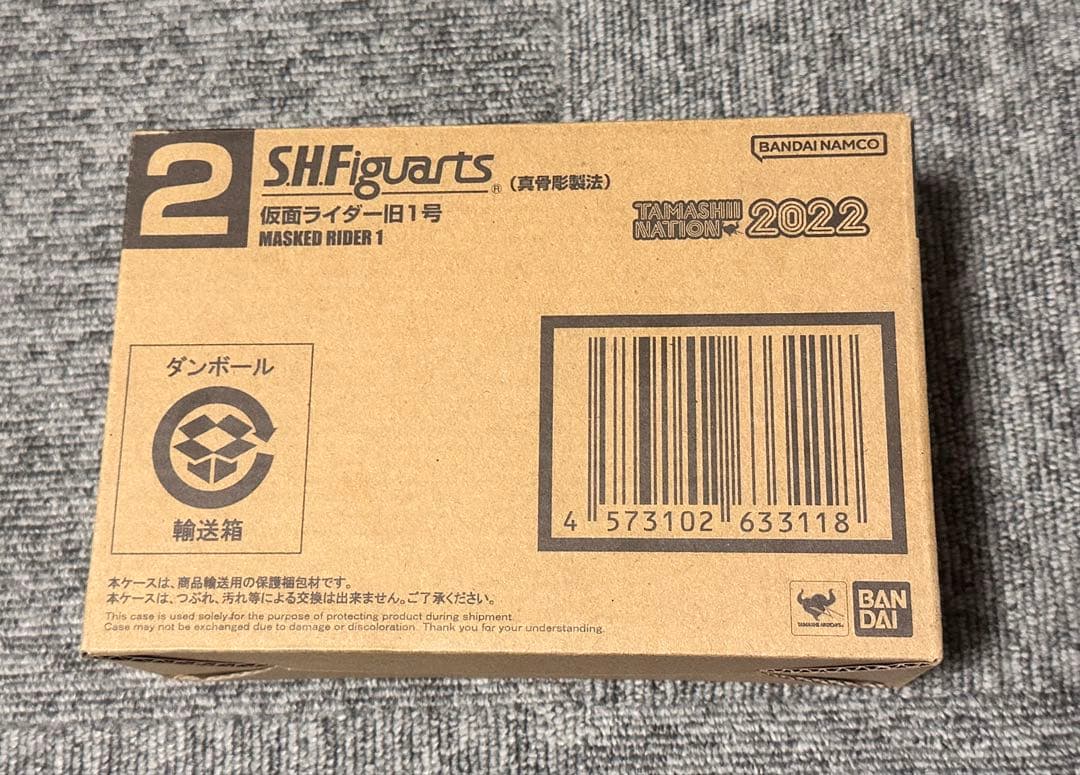 2
S.H.Figuarts® (真骨彫製法)
仮面ライダー旧1号
MASKED RIDER 1
BANDAI NAMCO
TAMASHII
NATION 2022
ダンボール
輸送箱
4 573102 633118
本ケースは、商品輸送用の保護梱包材です。
本ケースは、つぶれ、汚れ等による交換は出来ません。ご了承ください。
This case is used solely for the purpose of protecting product during shipment.
Case may not be exchanged due to damage or discoloration. Thank you for your understanding.
TAMASHII NATIONS
BAN
DAI